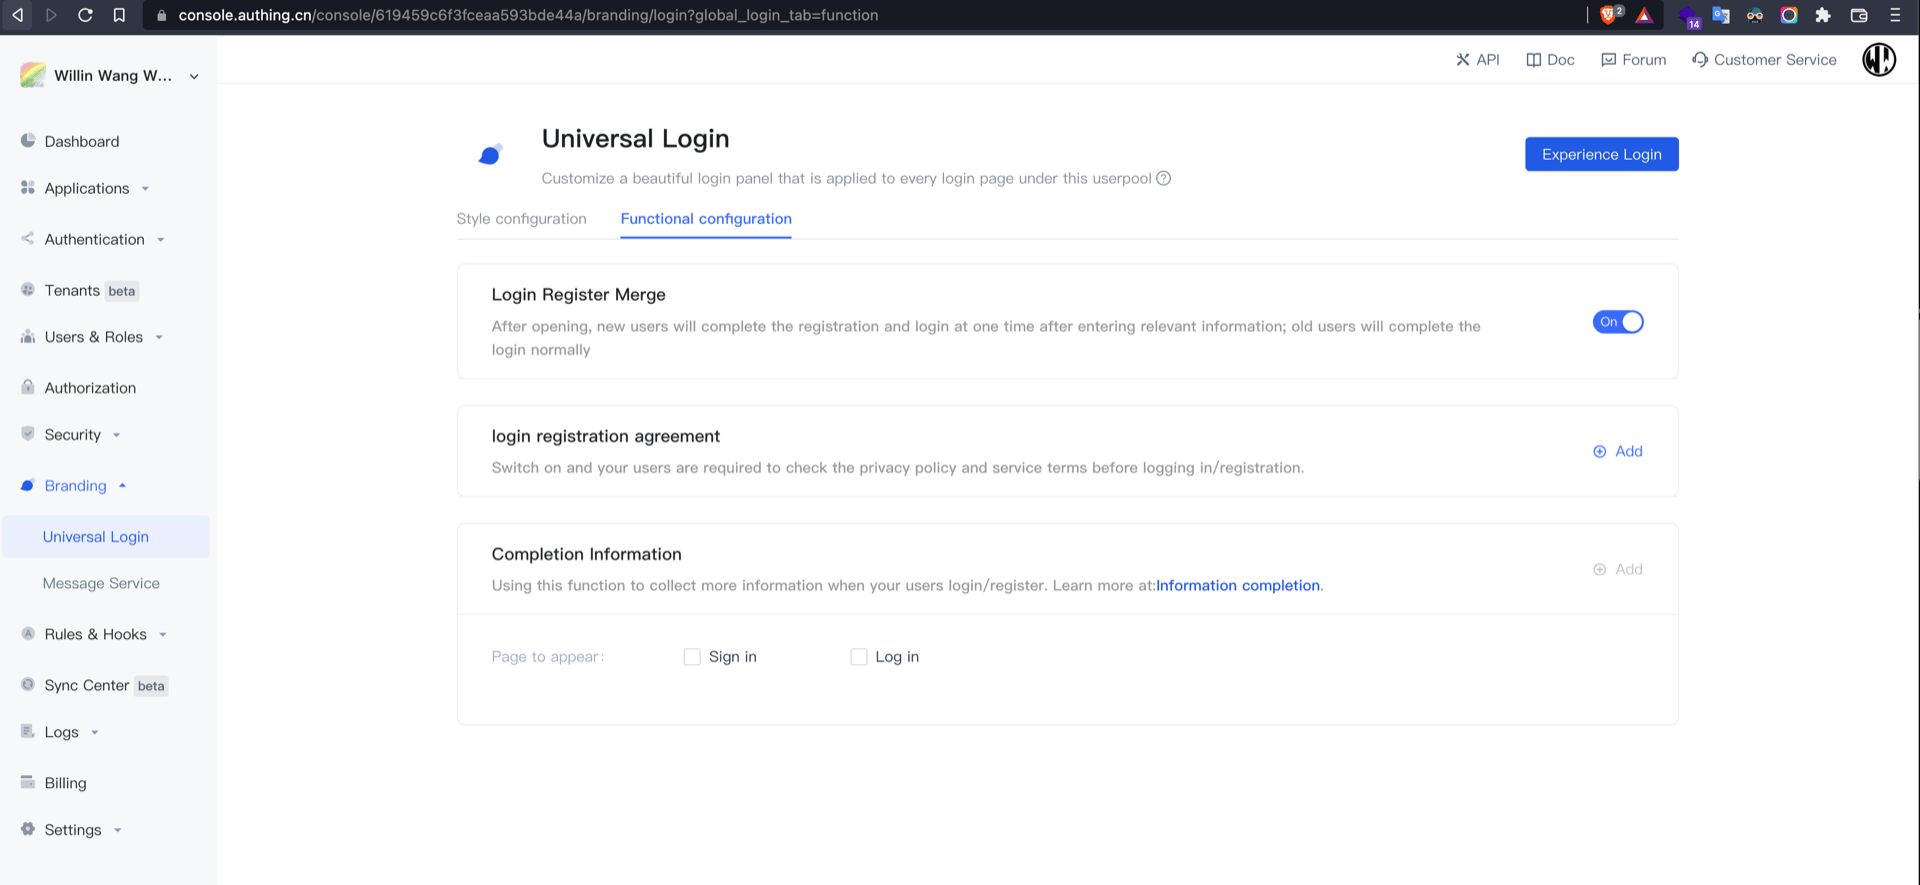 console.authing.cn/console/619459c6f3fceaa593bde44a/branding/login?global_login_tab=function
2
14
Willin Wang W...
API
Doc
Forum
Customer Service
Dashboard
Applications
Authentication
Tenants beta
Users & Roles
Authorization
Security
Branding
Universal Login
Message Service
Rules & Hooks
Sync Center beta
Logs
Billing
Settings
Universal Login
Customize a beautiful login panel that is applied to every login page under this userpool
Experience Login
Style configuration
Functional configuration
Login Register Merge
After opening, new users will complete the registration and login at one time after entering relevant information; old users will complete the
login normally
On
login registration agreement
Switch on and your users are required to check the privacy policy and service terms before logging in/registration.
Add
Completion Information
Using this function to collect more information when your users login/register. Learn more at:Information completion.
Add
Page to appear:
Sign in
Log in